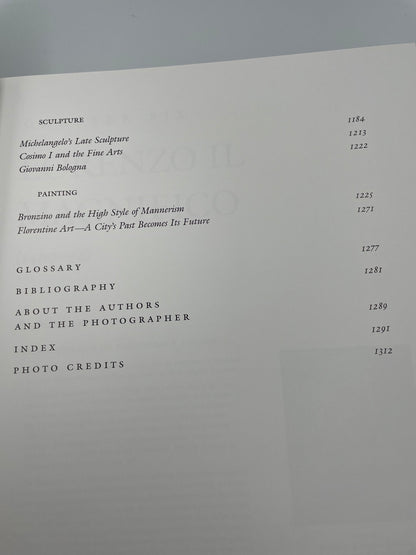 SCULPTURE
Michelangelo's Late Sculpture 1184
Cosimo I and the Fine Arts 1213
Giovanni Bologna 1222
PAINTING
Bronzino and the High Style of Mannerism 1225
Florentine Art—A City's Past Becomes Its Future 1271
GLOSSARY 1277
BIBLIOGRAPHY 1281
ABOUT THE AUTHORS
AND THE PHOTOGRAPHER 1289
INDEX 1291
PHOTO CREDITS 1312